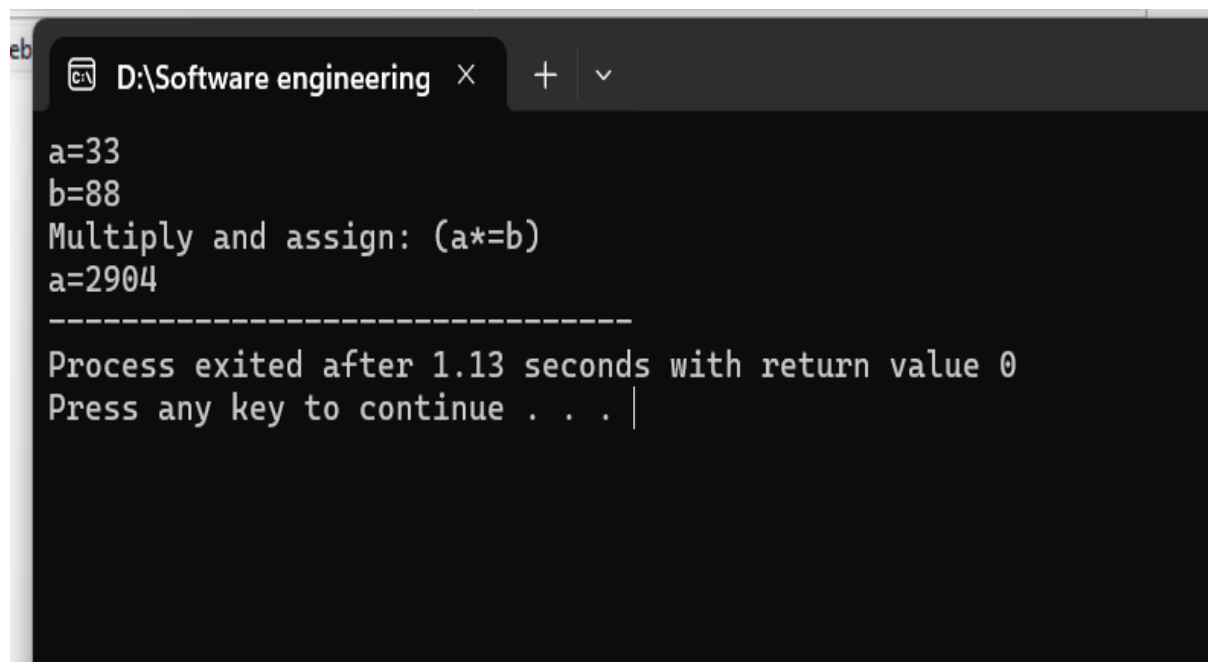 eb
D:\Software engineering
a=33
b=88
Multiply and assign: (a*=b)
a=2904
--------------------------------
Process exited after 1.13 seconds with return value 0
Press any key to continue . . .